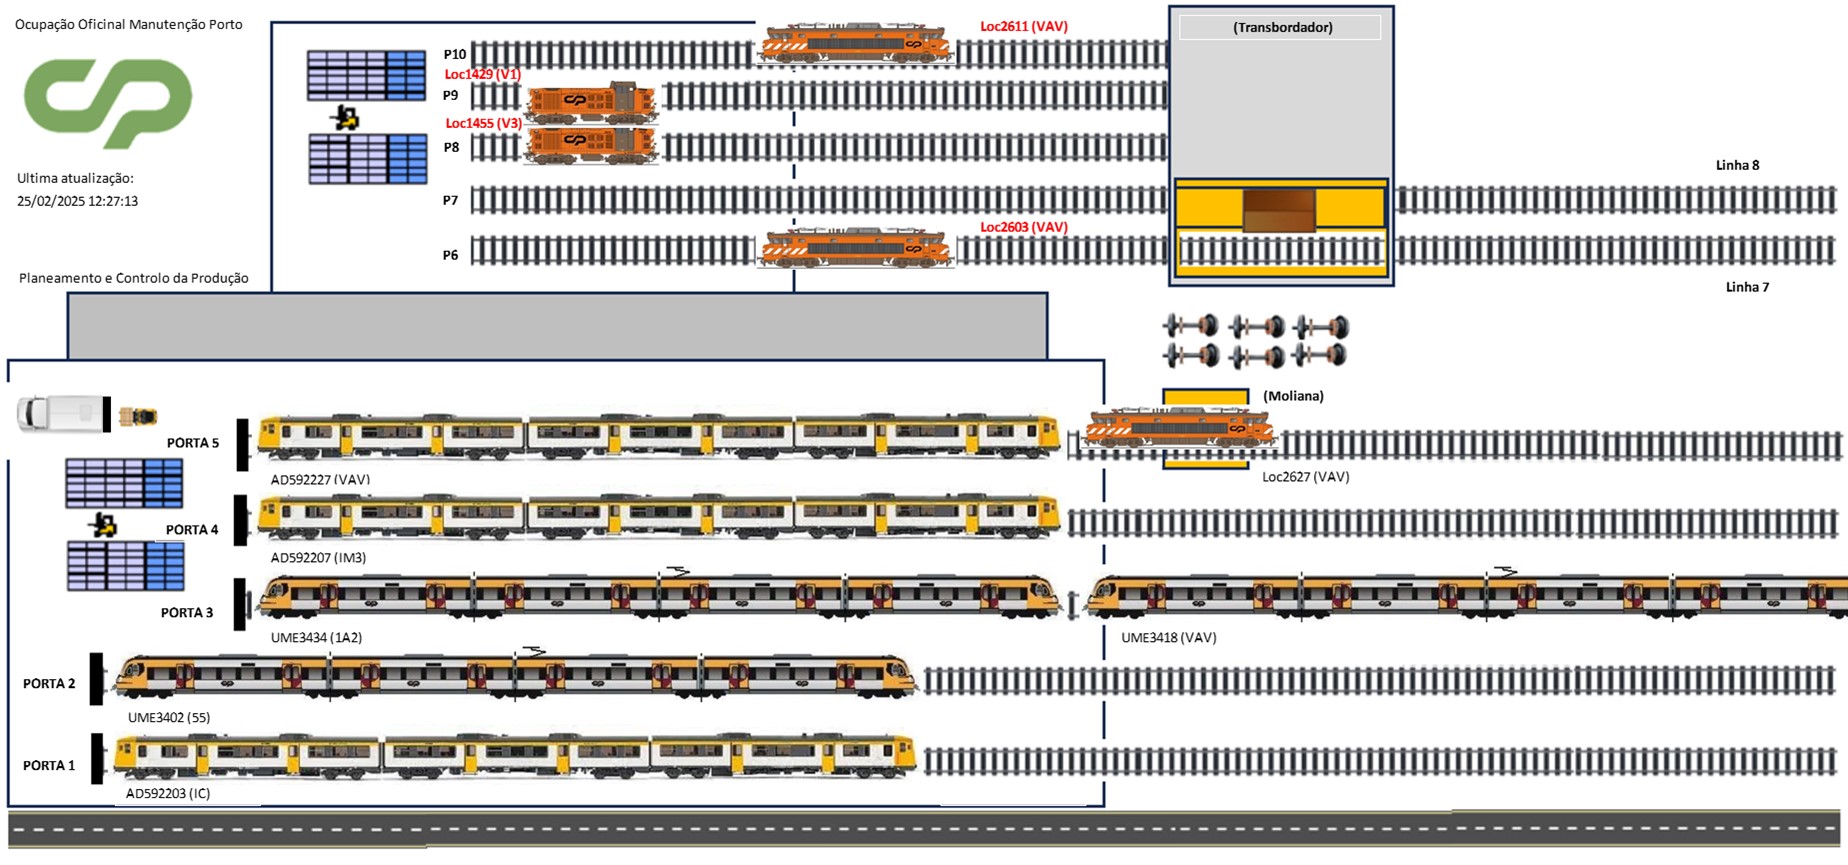 Ocupação Oficinal Manutenção Porto
Ultima atualização:
25/02/2025 12:27:13
Planeamento e Controlo da Produção
Loc2611 (VAV)
(Transbordador)
P10
Loc1429 (V1)
P9
Loc1455 (V3)
P8
Linha 8
P7
Loc2603 (VAV)
P6
Linha 7
(Moliana)
PORTA 5
AD592227 (VAV)
Loc2627 (VAV)
PORTA 4
AD592207 (IM3)
PORTA 3
UME3434 (1A2)
UME3418 (VAV)
PORTA 2
UME3402 (55)
PORTA 1
AD592203 (IC)